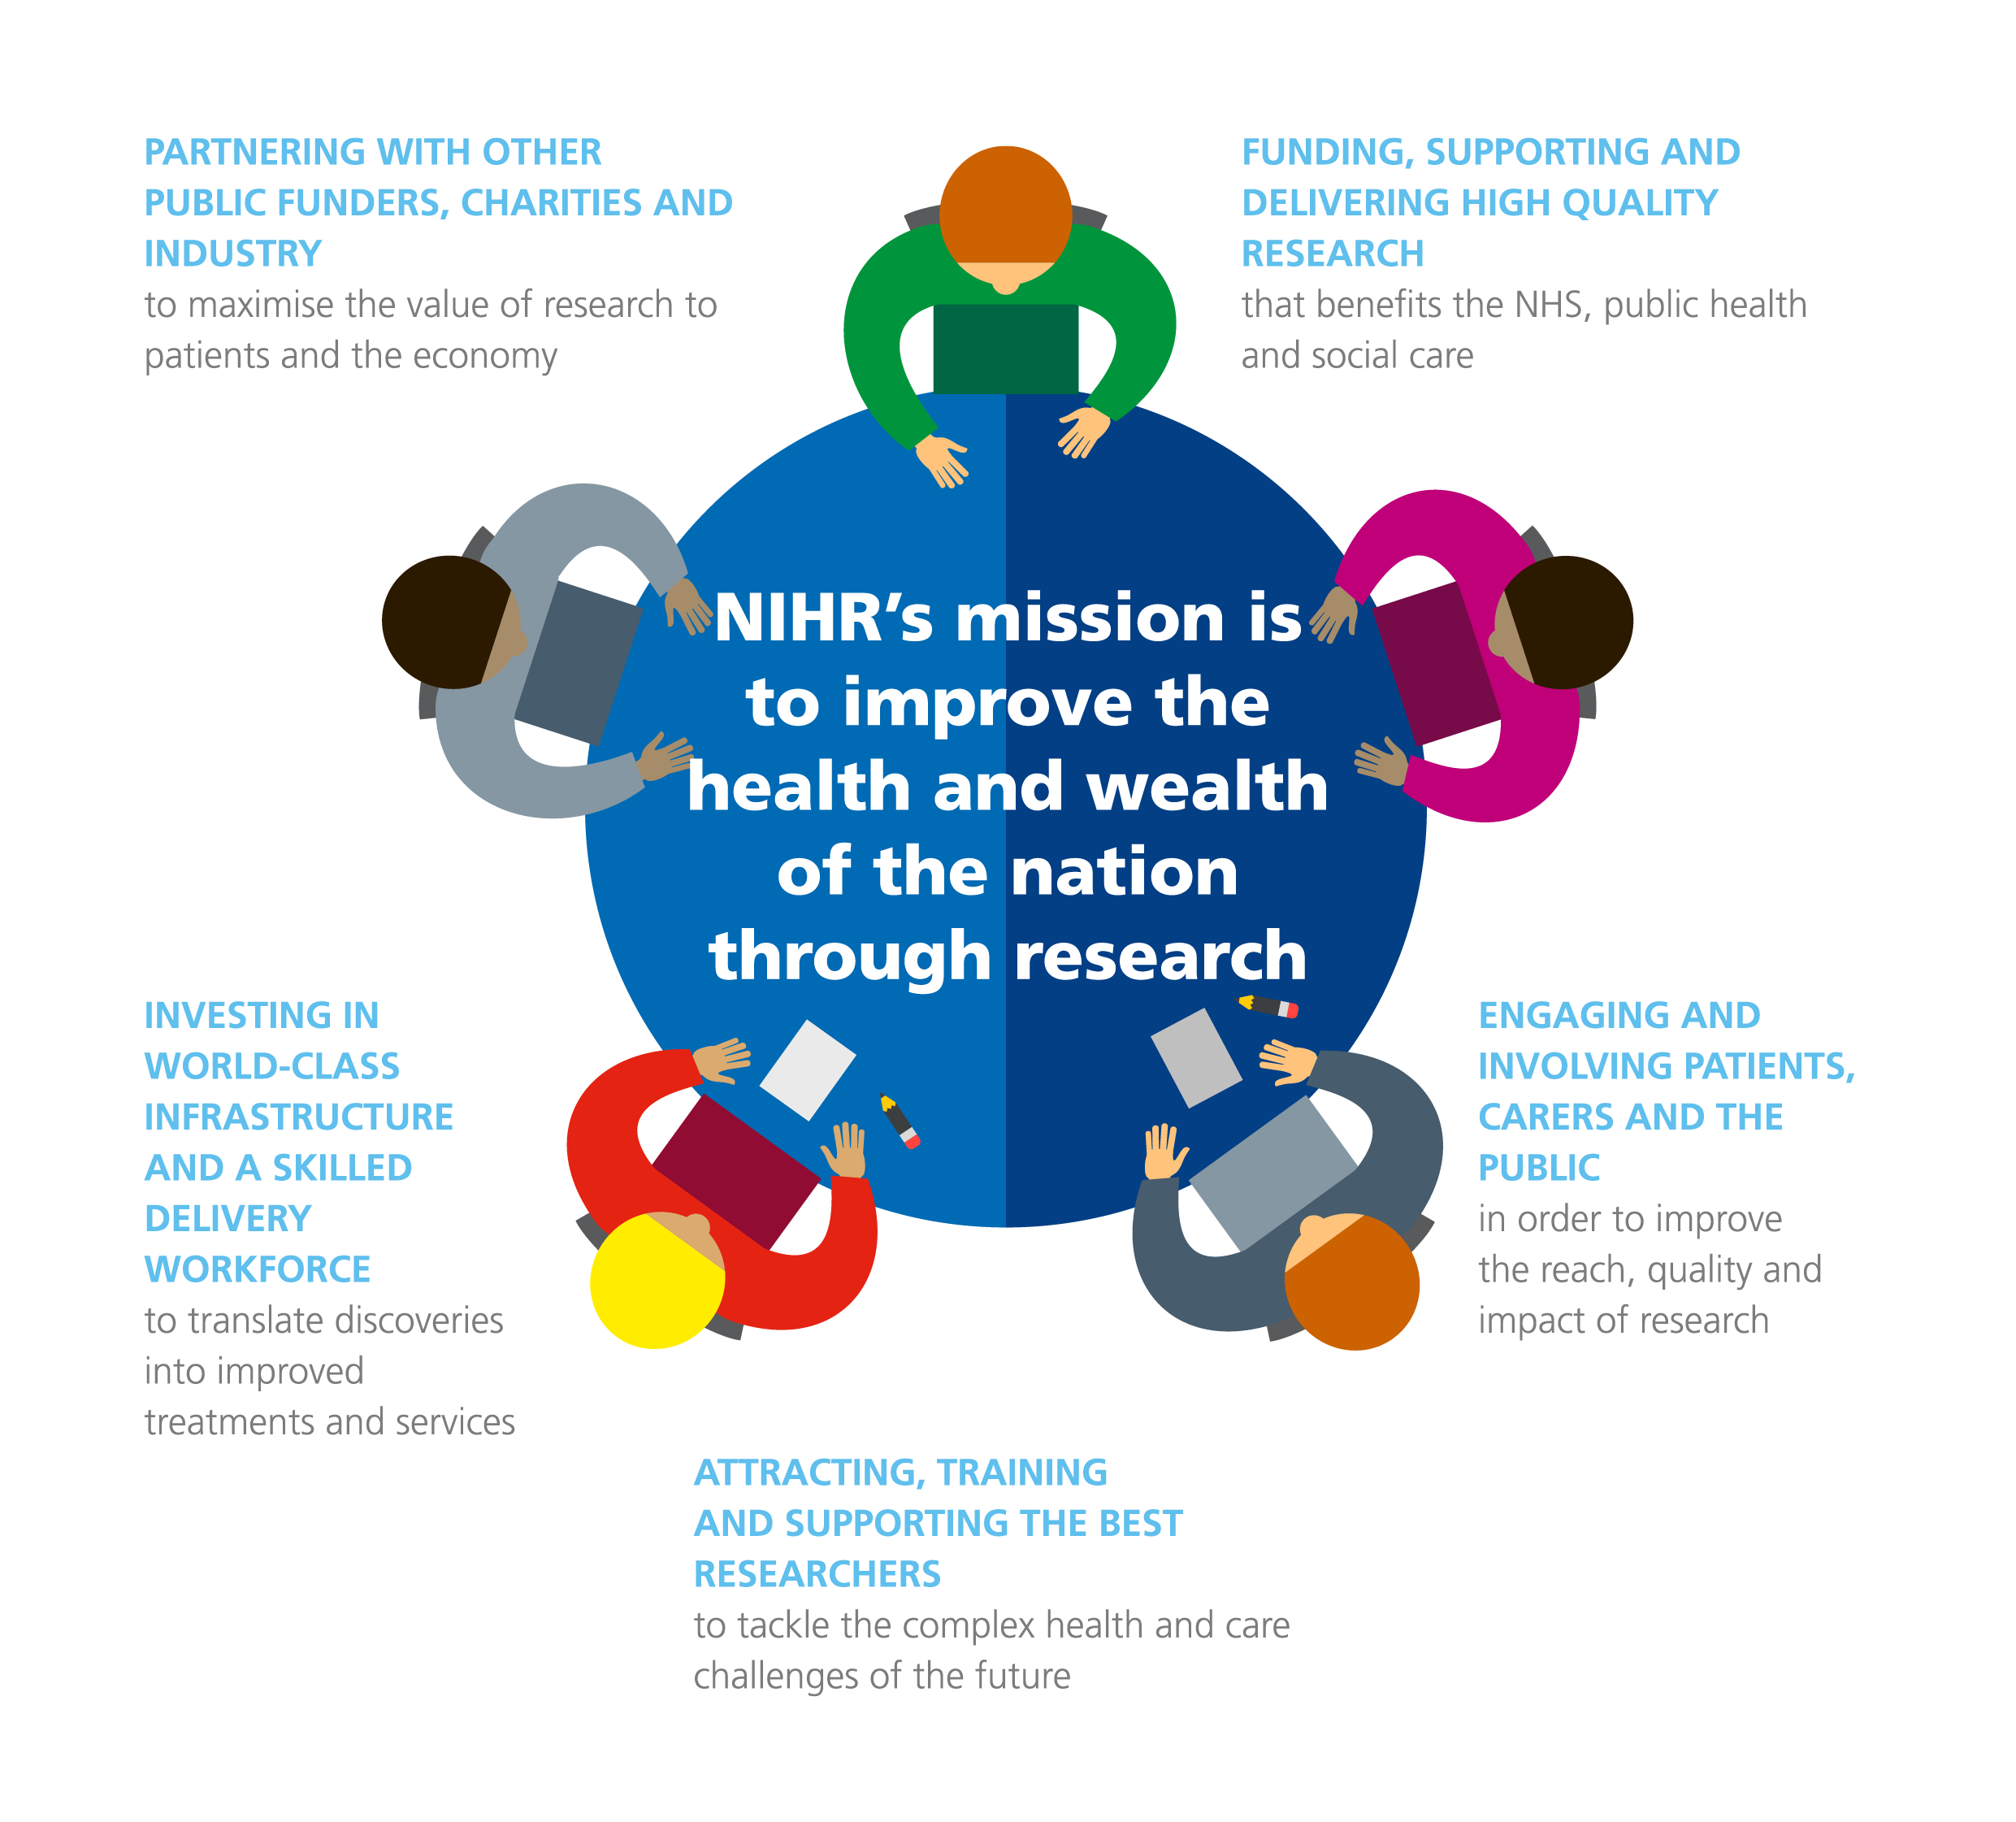 PARTNERING WITH OTHER
PUBLIC FUNDERS, CHARITIES AND
INDUSTRY
to maximise the value of research to
patients and the economy
FUNDING, SUPPORTING AND
DELIVERING HIGH QUALITY
RESEARCH
that benefits the NHS, public health
and social care
NIHR’s mission is
to improve the
health and wealth
of the nation
through research
INVESTING IN
WORLD-CLASS
INFRASTRUCTURE
AND A SKILLED
DELIVERY
WORKFORCE
to translate discoveries
into improved
treatments and services
ENGAGING AND
INVOLVING PATIENTS,
CARERS AND THE
PUBLIC
in order to improve
the reach, quality and
impact of research
ATTRACTING, TRAINING
AND SUPPORTING THE BEST
RESEARCHERS
to tackle the complex health and care
challenges of the future